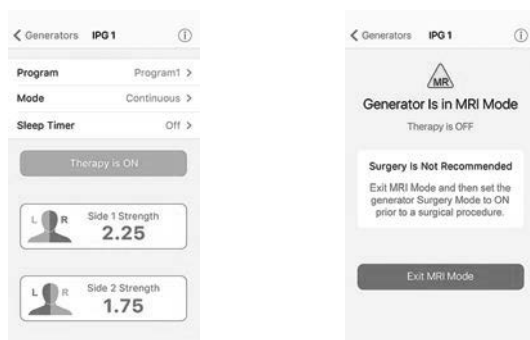 Generators IPG 1
Program Program1
Mode Continuous
Sleep Timer Off
Therapy is ON
L R Side 1 Strength
2.25
L R Side 2 Strength
1.75
Generators IPG 1
MR
Generator Is in MRI Mode
Therapy is OFF
Surgery Is Not Recommended
Exit MRI Mode and then set the
generator Surgery Mode to ON
prior to a surgical procedure.
Exit MRI Mode